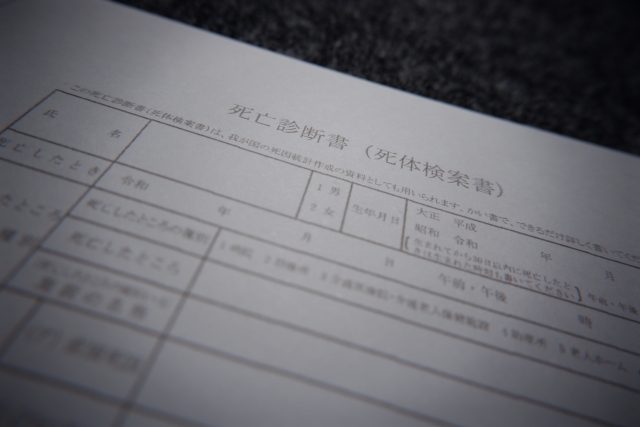 死亡診断書（死体検案書）
この死亡診断書（死体検案書）は、我が国の死因統計作成の資料としても用いられます。かい書で、できるだけ詳しく書いてくだ
氏 名
1 男
2 女
生年月日
大正 平成
昭和 令和
年 月
生まれてから30日以内に死亡したと
きは生まれた時刻も書いてください
午前・午後
死亡したとき
令和 年 月 日 午前・午後 時
たところ
死亡したところの種別
1 病院 2 診療所 3 介護医療院・介護老人保健施設 4 助産所 5 老人ホーム
死亡したところ